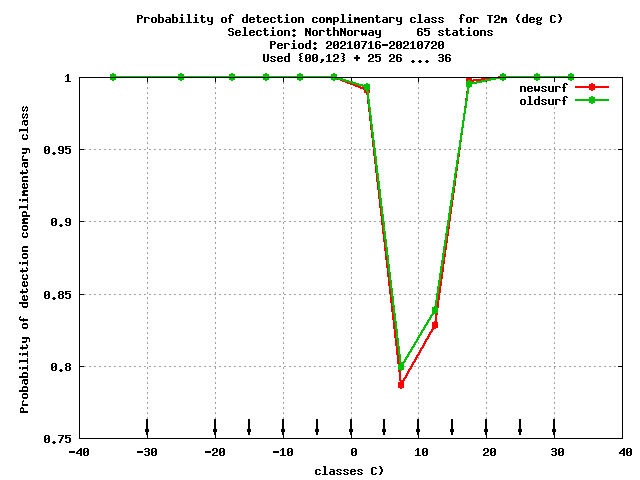 Probability of detection complimentary class  for T2m (deg C)
Selection: NorthNorway     65 stations
Period: 20210716-20210720
Used {00,12} + 25 26 ... 36
newsurf
oldsurf
1
0.95
0.9
0.85
0.8
0.75
Probability of detection complimentary class
-40 -30 -20 -10 0 10 20 30 40
classes C)